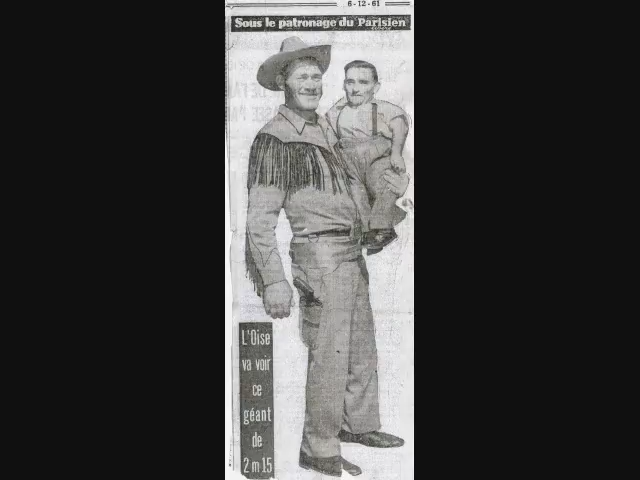 6-12-61
Sous le patronage du Parisien
L'Oise
va voir
ce
géant
de
2 m 15